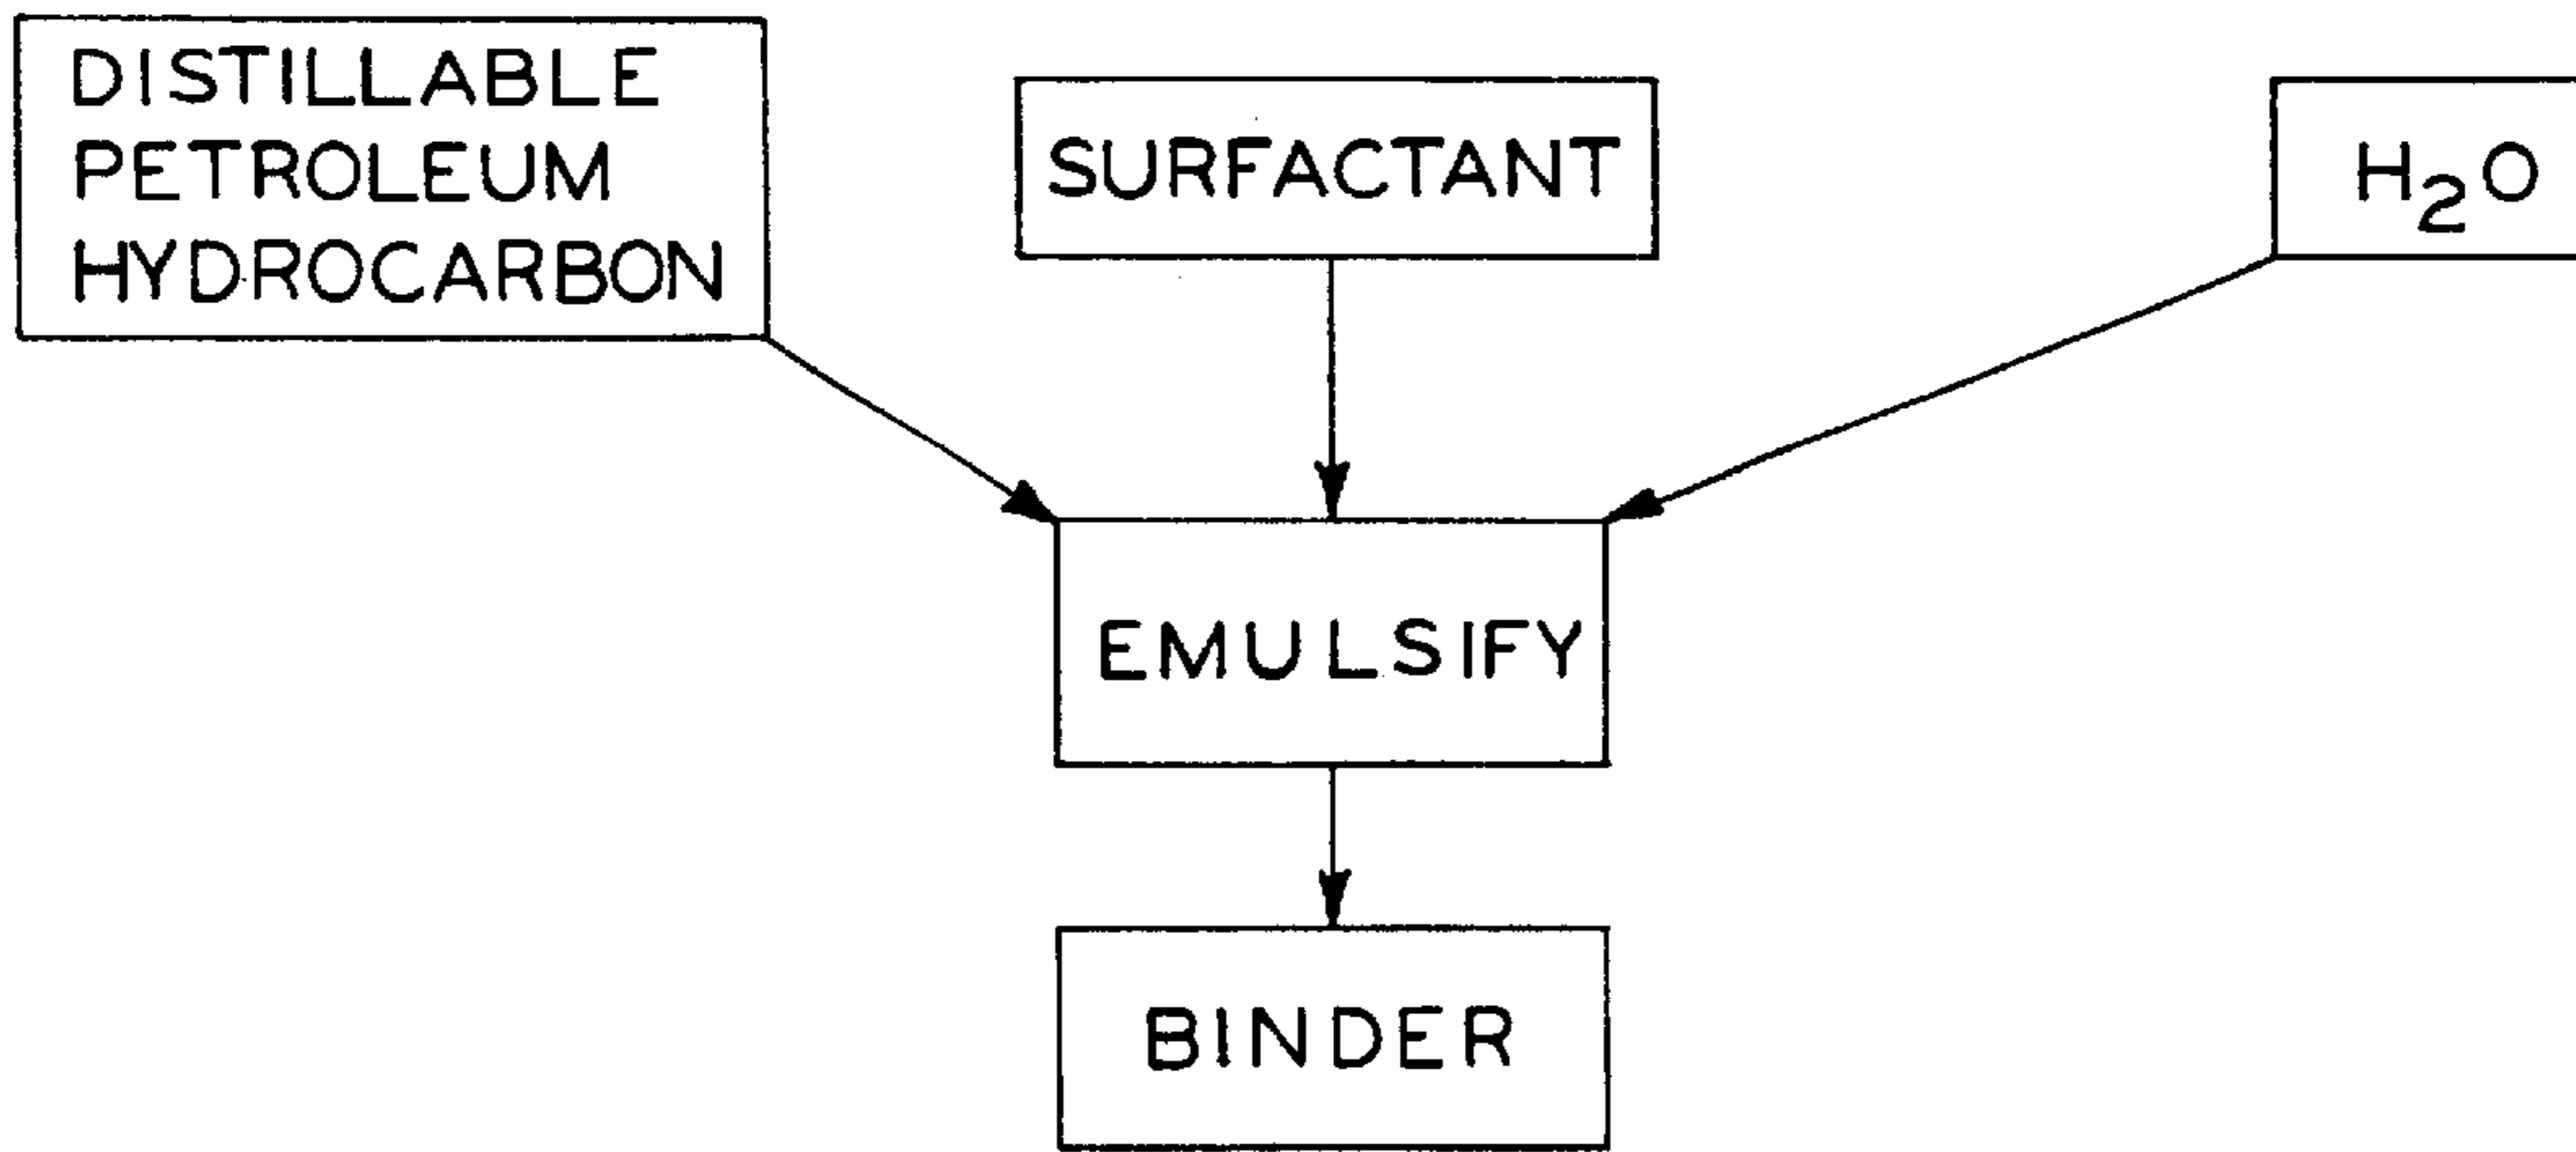 DISTILLABLE
PETROLEUM
HYDROCARBON
SURFACTANT
H₂O
EMULSIFY
BINDER